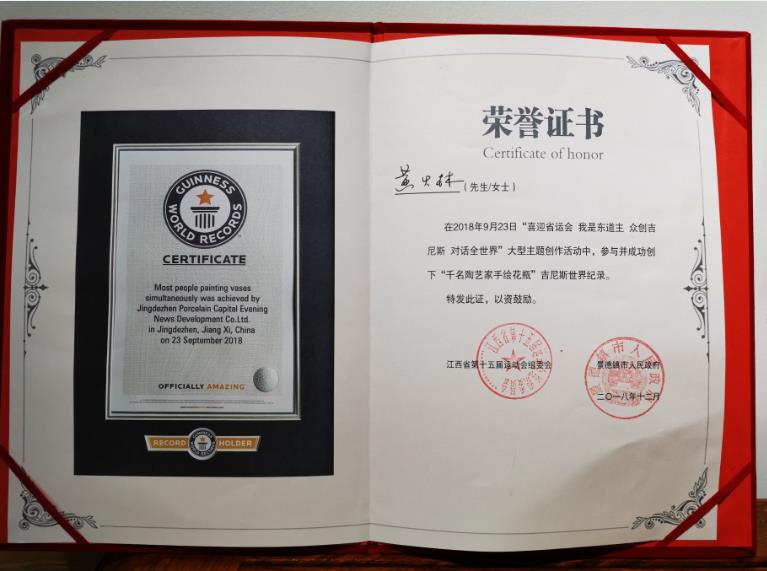 GUINNESS
WORLD RECORDS
CERTIFICATE
Most people painting vases
simultaneously was achieved by
Jingdezhen Porcelain Capital Evening
News Development Co.Ltd.
in Jingdezhen, Jiang Xi, China
on 23 September 2018
OFFICIALLY AMAZING
RECORD HOLDER
荣誉证书
Certificate of honor
黄火林（先生/女士）
在2018年9月23日“喜迎省运会 我是东道主 众创吉
尼斯 对话全世界”大型主题创作活动中，参与并成功创
下“千名陶艺家手绘花瓶”吉尼斯世界纪录。
特发此证，以资鼓励。
江西省第十五届运动会组委会
景德镇市人民政府
二〇一八年十二月